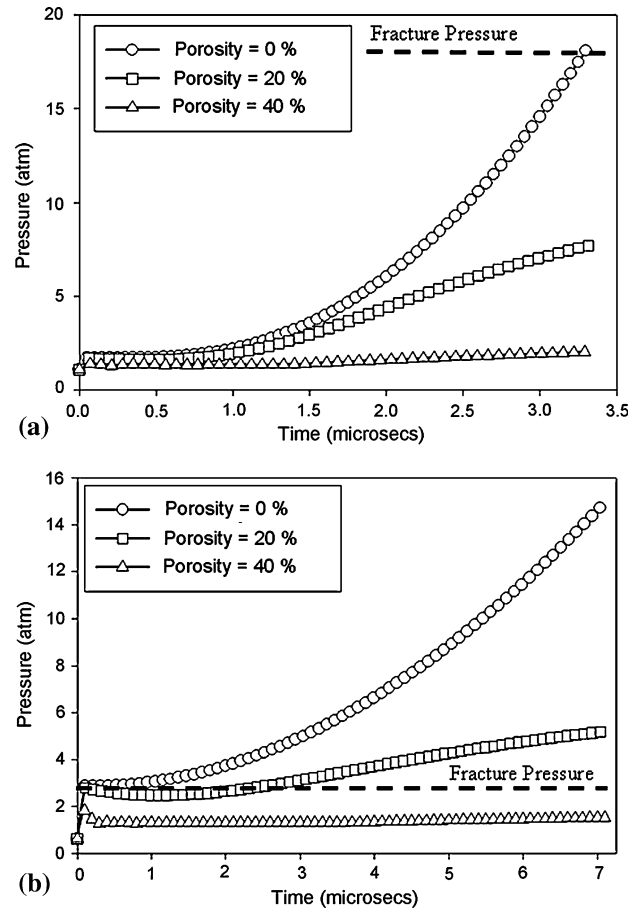 20
15
10
5
0
Pressure (atm)
Porosity = 0 %
Porosity = 20 %
Porosity = 40 %
Fracture Pressure
0.0
0.5
1.0
1.5
2.0
2.5
3.0
3.5
Time (microsecs)
(a)
16
14
12
10
8
6
4
2
0
Pressure (atm)
Porosity = 0 %
Porosity = 20 %
Porosity = 40 %
Fracture Pressure
0
1
2
3
4
5
6
7
Time (microsecs)
(b)